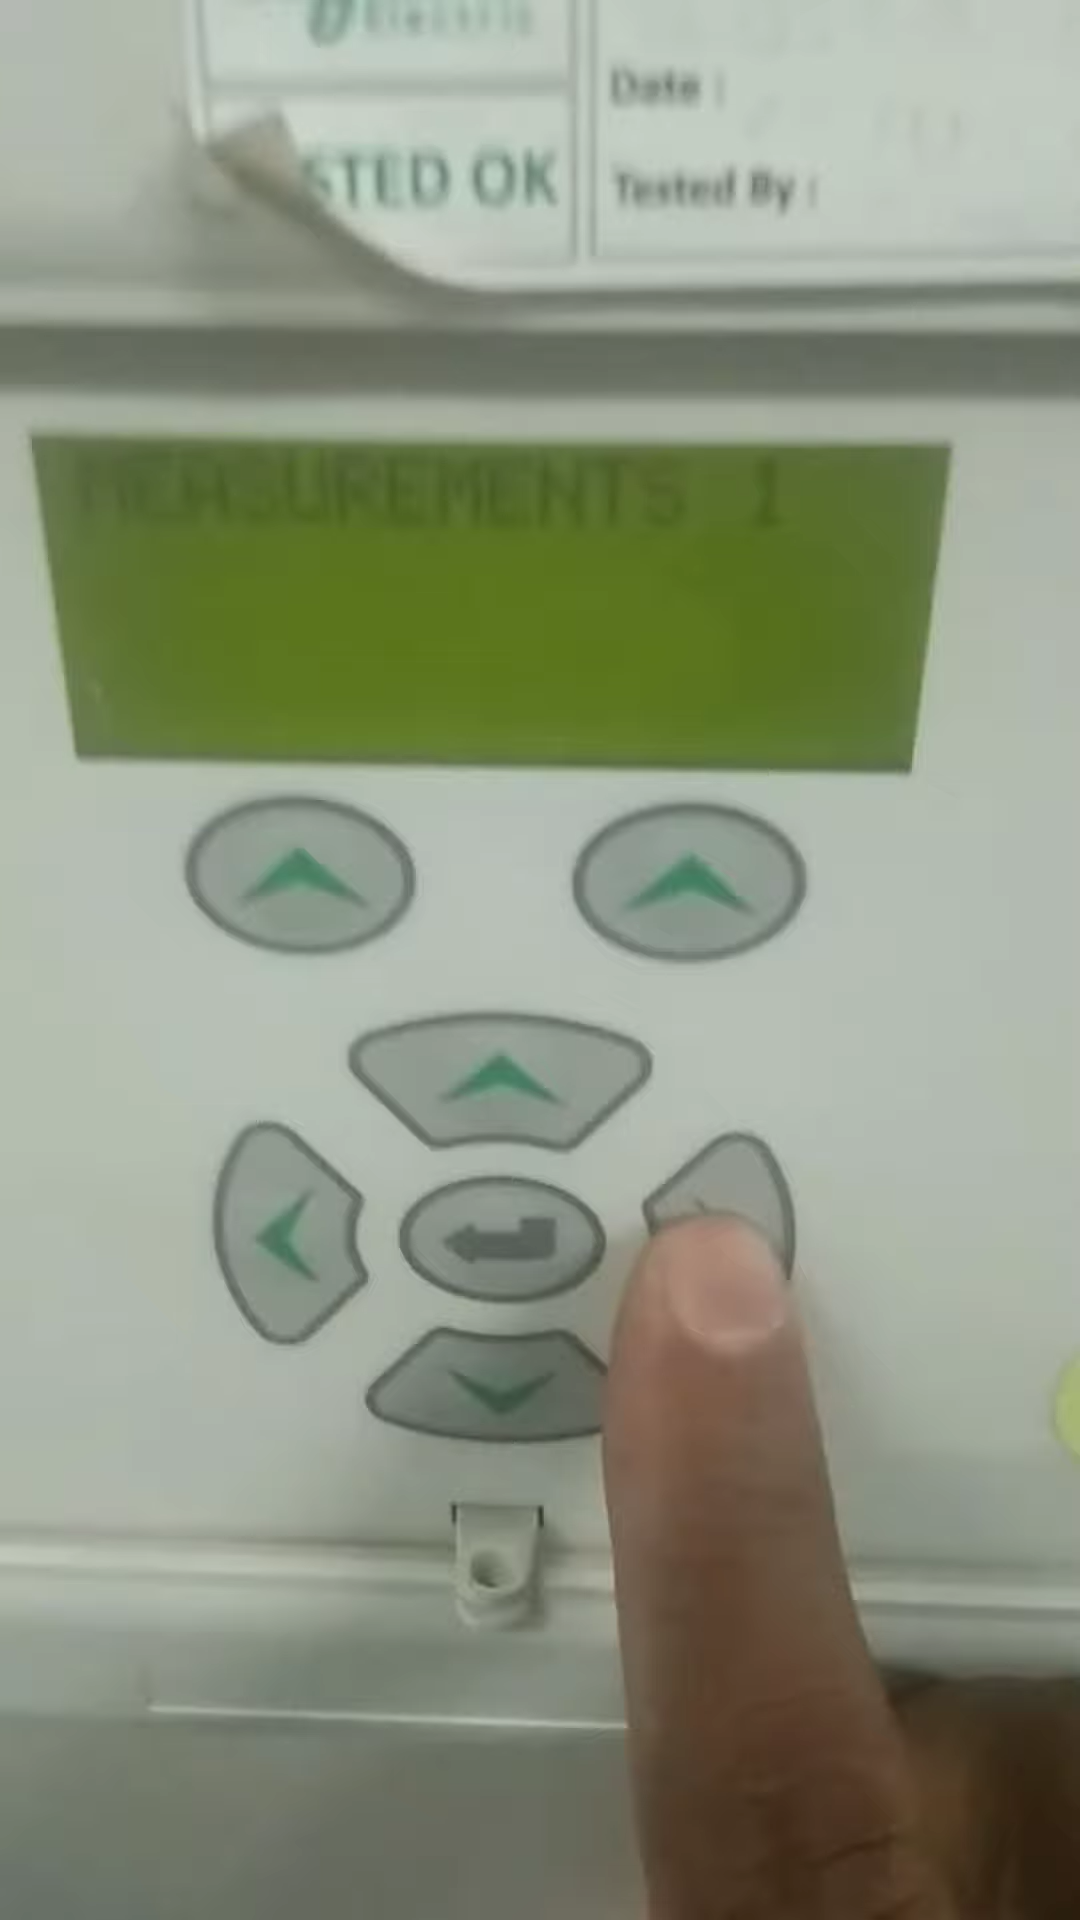 Electric
Date :
STED OK
Tested By :
MEASUREMENTS 1